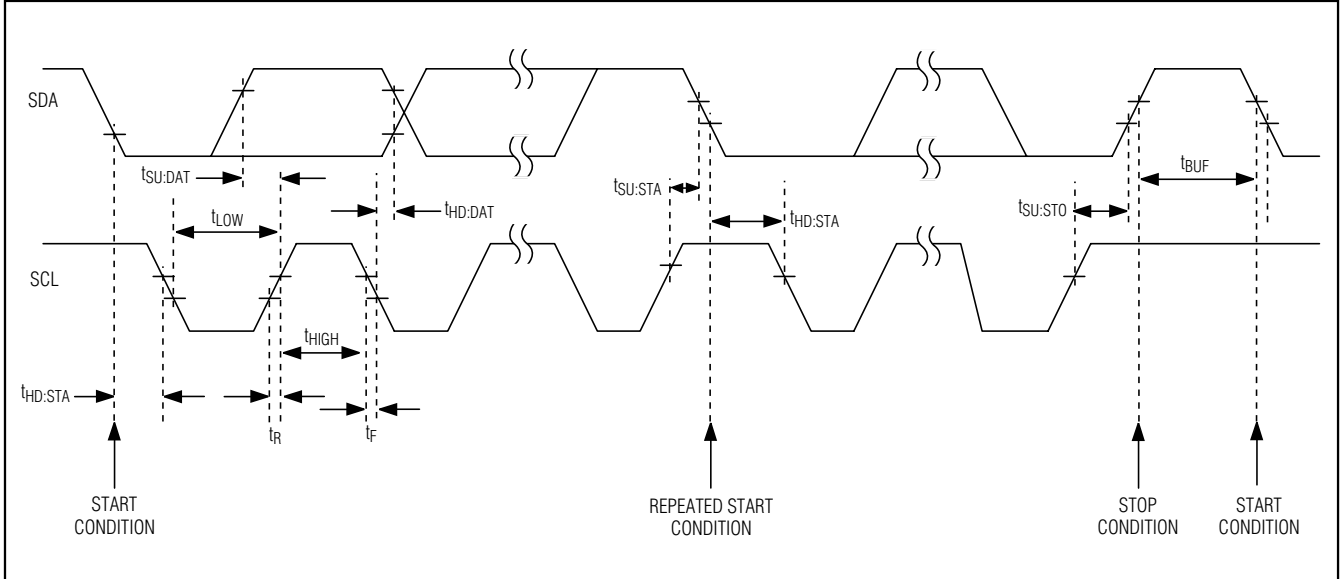 SDA
tSU:DAT
tLOW
tHD:DAT
tSU:STA
tHD:STA
tSU:STO
tBUF
SCL
tHIGH
tHD:STA
tR
tF
START
CONDITION
REPEATED START
CONDITION
STOP
CONDITION
START
CONDITION